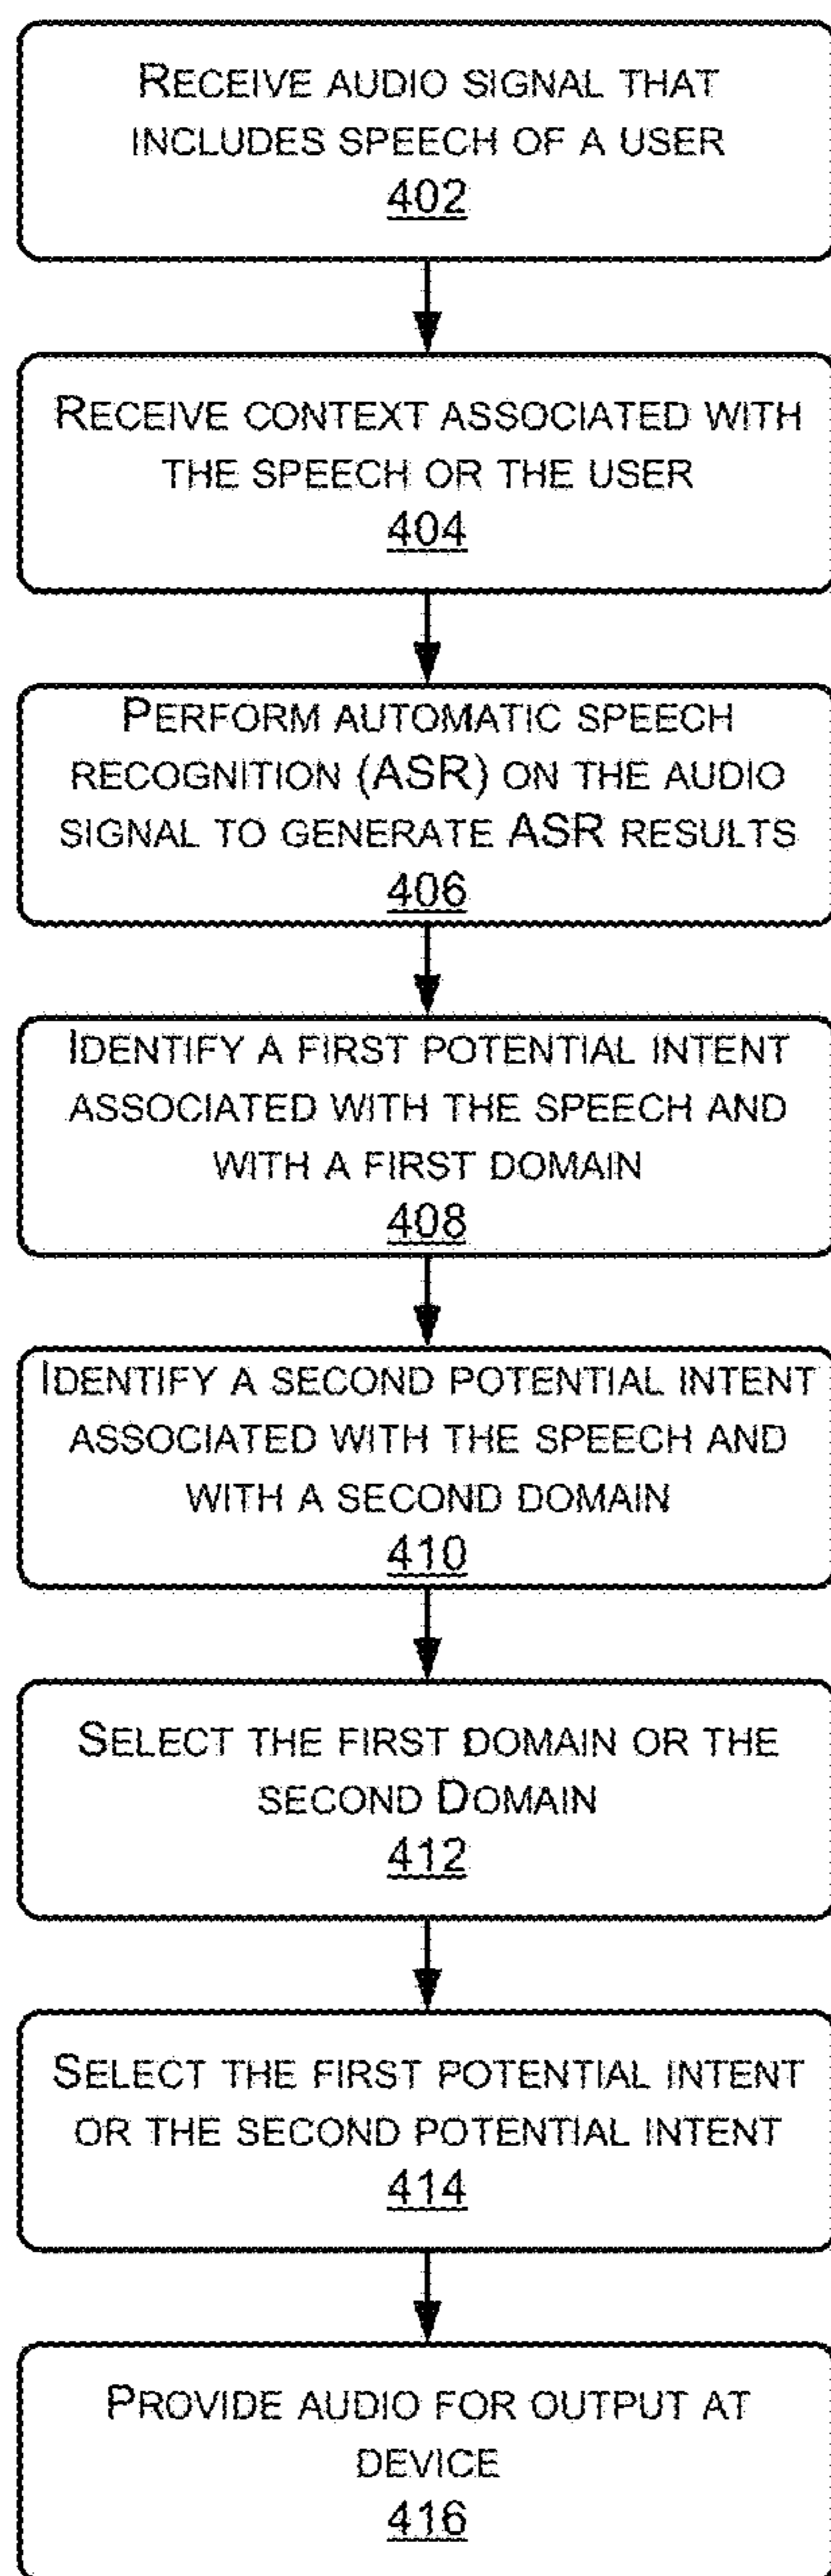 RECEIVE AUDIO SIGNAL THAT
INCLUDES SPEECH OF A USER
402
RECEIVE CONTEXT ASSOCIATED WITH
THE SPEECH OR THE USER
404
PERFORM AUTOMATIC SPEECH
RECOGNITION (ASR) ON THE AUDIO
SIGNAL TO GENERATE ASR RESULTS
406
IDENTIFY A FIRST POTENTIAL INTENT
ASSOCIATED WITH THE SPEECH AND
WITH A FIRST DOMAIN
408
IDENTIFY A SECOND POTENTIAL INTENT
ASSOCIATED WITH THE SPEECH AND
WITH A SECOND DOMAIN
410
SELECT THE FIRST DOMAIN OR THE
SECOND DOMAIN
412
SELECT THE FIRST POTENTIAL INTENT
OR THE SECOND POTENTIAL INTENT
414
PROVIDE AUDIO FOR OUTPUT AT
DEVICE
416